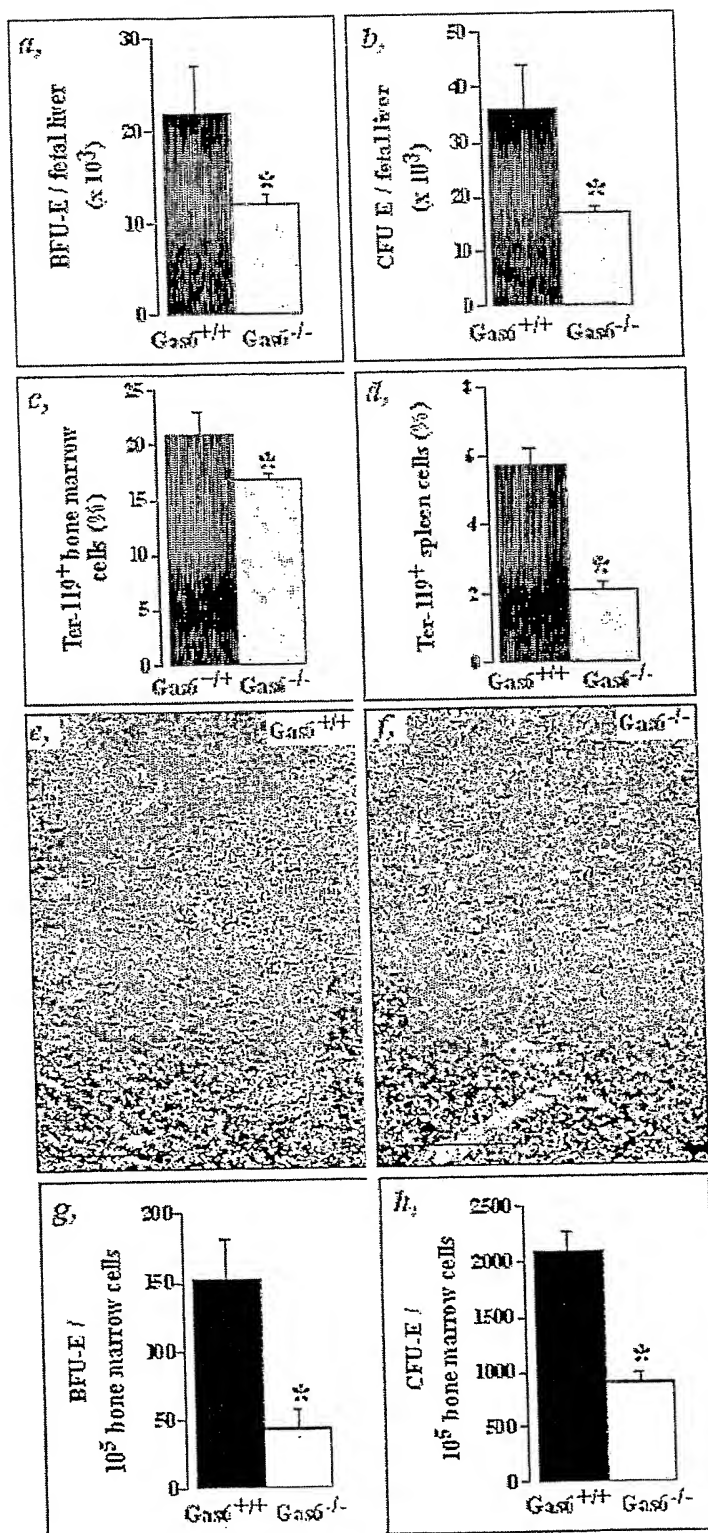 a,
BFU-E / fetal liver
(x 10³)
30
20
10
0
Gas6+/+ Gas6-/-
*
b,
CFU E / fetal liver
(x 10³)
50
40
30
20
10
0
Gas6+/+ Gas6-/-
*
c,
Ter-119+ bone marrow
cells (%)
25
20
15
10
5
0
Gas6-/+ Gas6-/-
*
d,
Ter-119+ spleen cells (%)
6
4
2
0
Gas6+/+ Gas6-/-
*
e,
Gas6+/+
f,
Gas6-/-
g,
BFU-E /
10⁵ bone marrow cells
200
150
100
50
0
Gas6+/+ Gas6-/-
*
h,
CFU-E /
10⁵ bone marrow cells
2500
2000
1500
1000
500
0
Gas6+/+ Gas6-/-
*